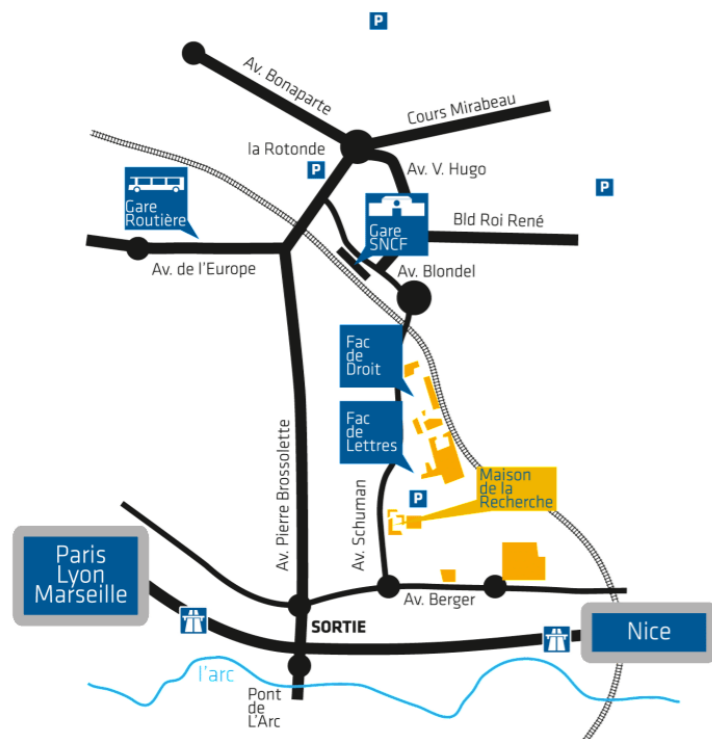 P
Av. Bonaparte
Cours Mirabeau
la Rotonde
P
Av. V. Hugo
P
Gare
Routière
Gare
SNCF
Bld Roi René
Av. de l'Europe
Av. Blondel
Fac
de
Droit
Fac
de
Lettres
Av. Pierre Brossolette
Av. Schuman
P
Maison
de la
Recherche
Paris
Lyon
Marseille
Av. Berger
SORTIE
Nice
l'arc
Pont
de
L'Arc